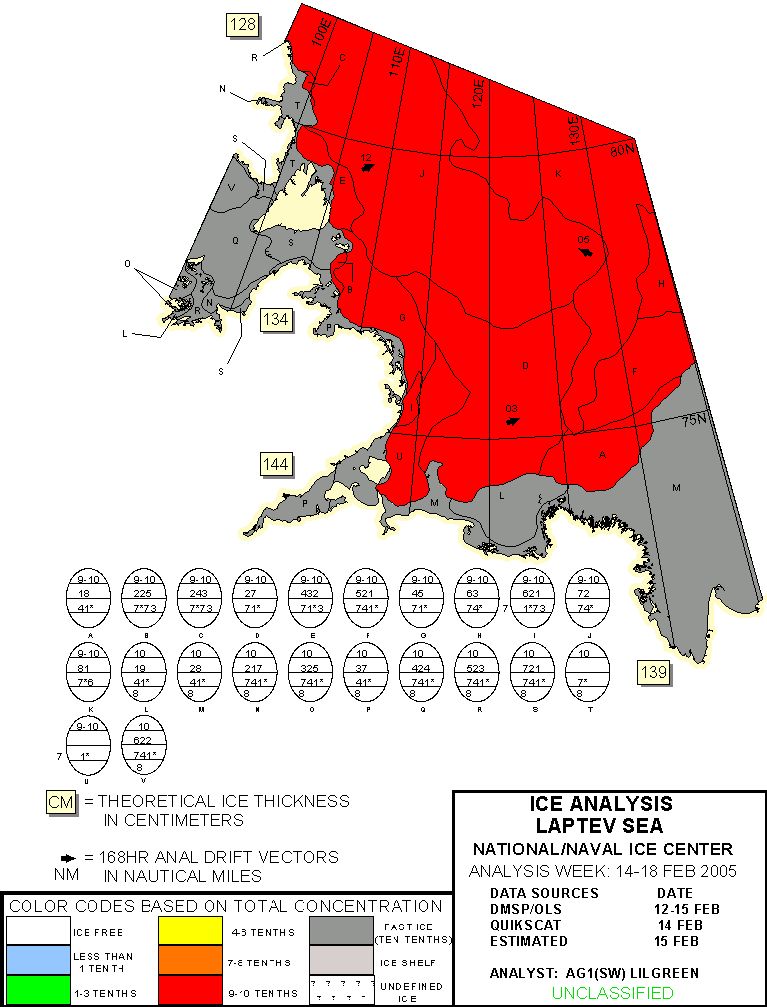 128
R
100E
C
110E
N
120E
T
130E
80N
S
T
12
V
E
J
K
Q
S
05
O
B
H
R
N
G
L
134
P
D
F
S
I
03
75N
144
U
A
P
M
L
M
139
9-10 9-10 9-10 9-10 9-10 9-10 9-10 9-10 9-10 9-10
18 225 243 27 432 521 45 63 621 72
41* 7*73 7*73 71* 71*3 741* 71* 74* 7 1*73 74*
A B C D E F G H I J
9-10 10 10 10 10 10 10 10 10 10
81 19 28 217 325 37 424 523 721
7*6 41* 41* 741* 741* 41* 741* 741* 741* 7*
8 8 8 8 8 8 8 8 8
K L M N O P Q R S T
9-10 10
622
7 1* 741*
8
U V
CM = THEORETICAL ICE THICKNESS
IN CENTIMETERS
= 168HR ANAL DRIFT VECTORS
NM IN NAUTICAL MILES
COLOR CODES BASED ON TOTAL CONCENTRATION
ICE FREE
LESS THAN
1 TENTH
1-3 TENTHS
4-6 TENTHS
7-8 TENTHS
9-10 TENTHS
FAST ICE
(TEN TENTHS)
ICE SHELF
? ? ? ? ?
? ? ? ? ?
UNDEFINED
ICE
ICE ANALYSIS
LAPTEV SEA
NATIONAL/NAVAL ICE CENTER
ANALYSIS WEEK: 14-18 FEB 2005
DATA SOURCES DATE
DMSP/OLS 12-15 FEB
QUIKSCAT 14 FEB
ESTIMATED 15 FEB
ANALYST: AG1(SW) LILGREEN
UNCLASSIFIED